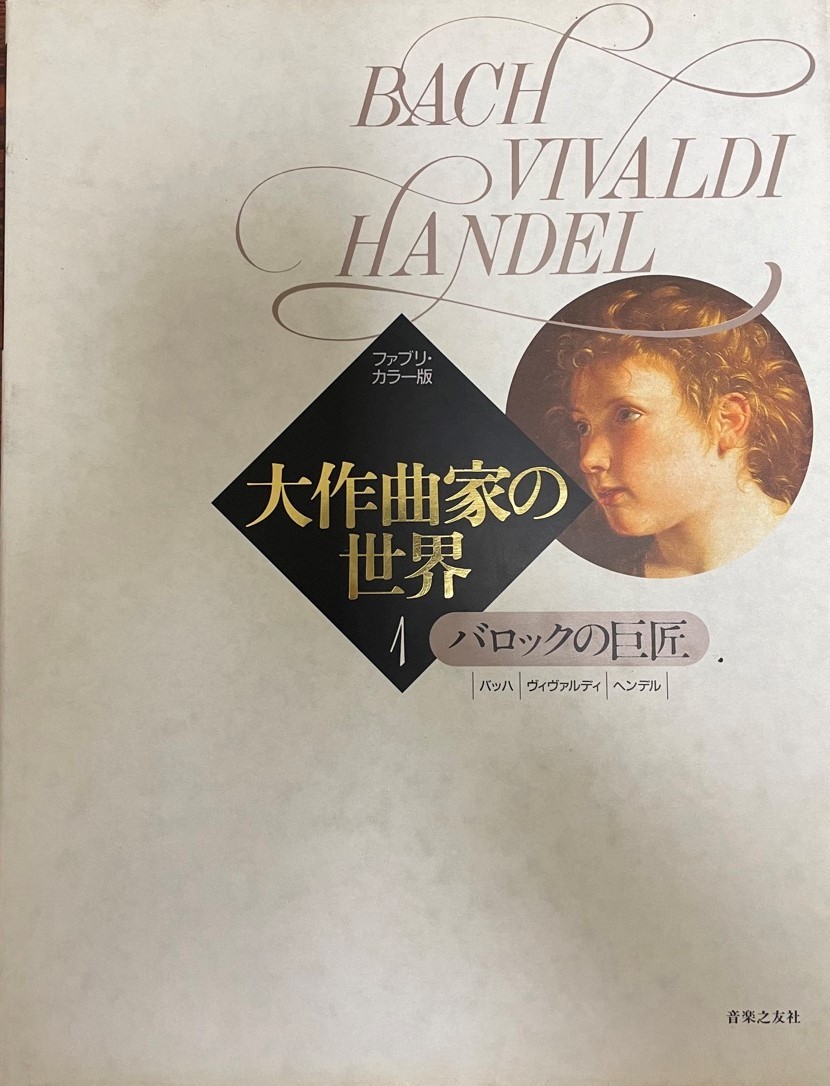 BACH
VIVALDI
HANDEL
ファブリ・
カラー版
大作曲家の
世界
1
バロックの巨匠
バッハ | ヴィヴァルディ | ヘンデル
音楽之友社